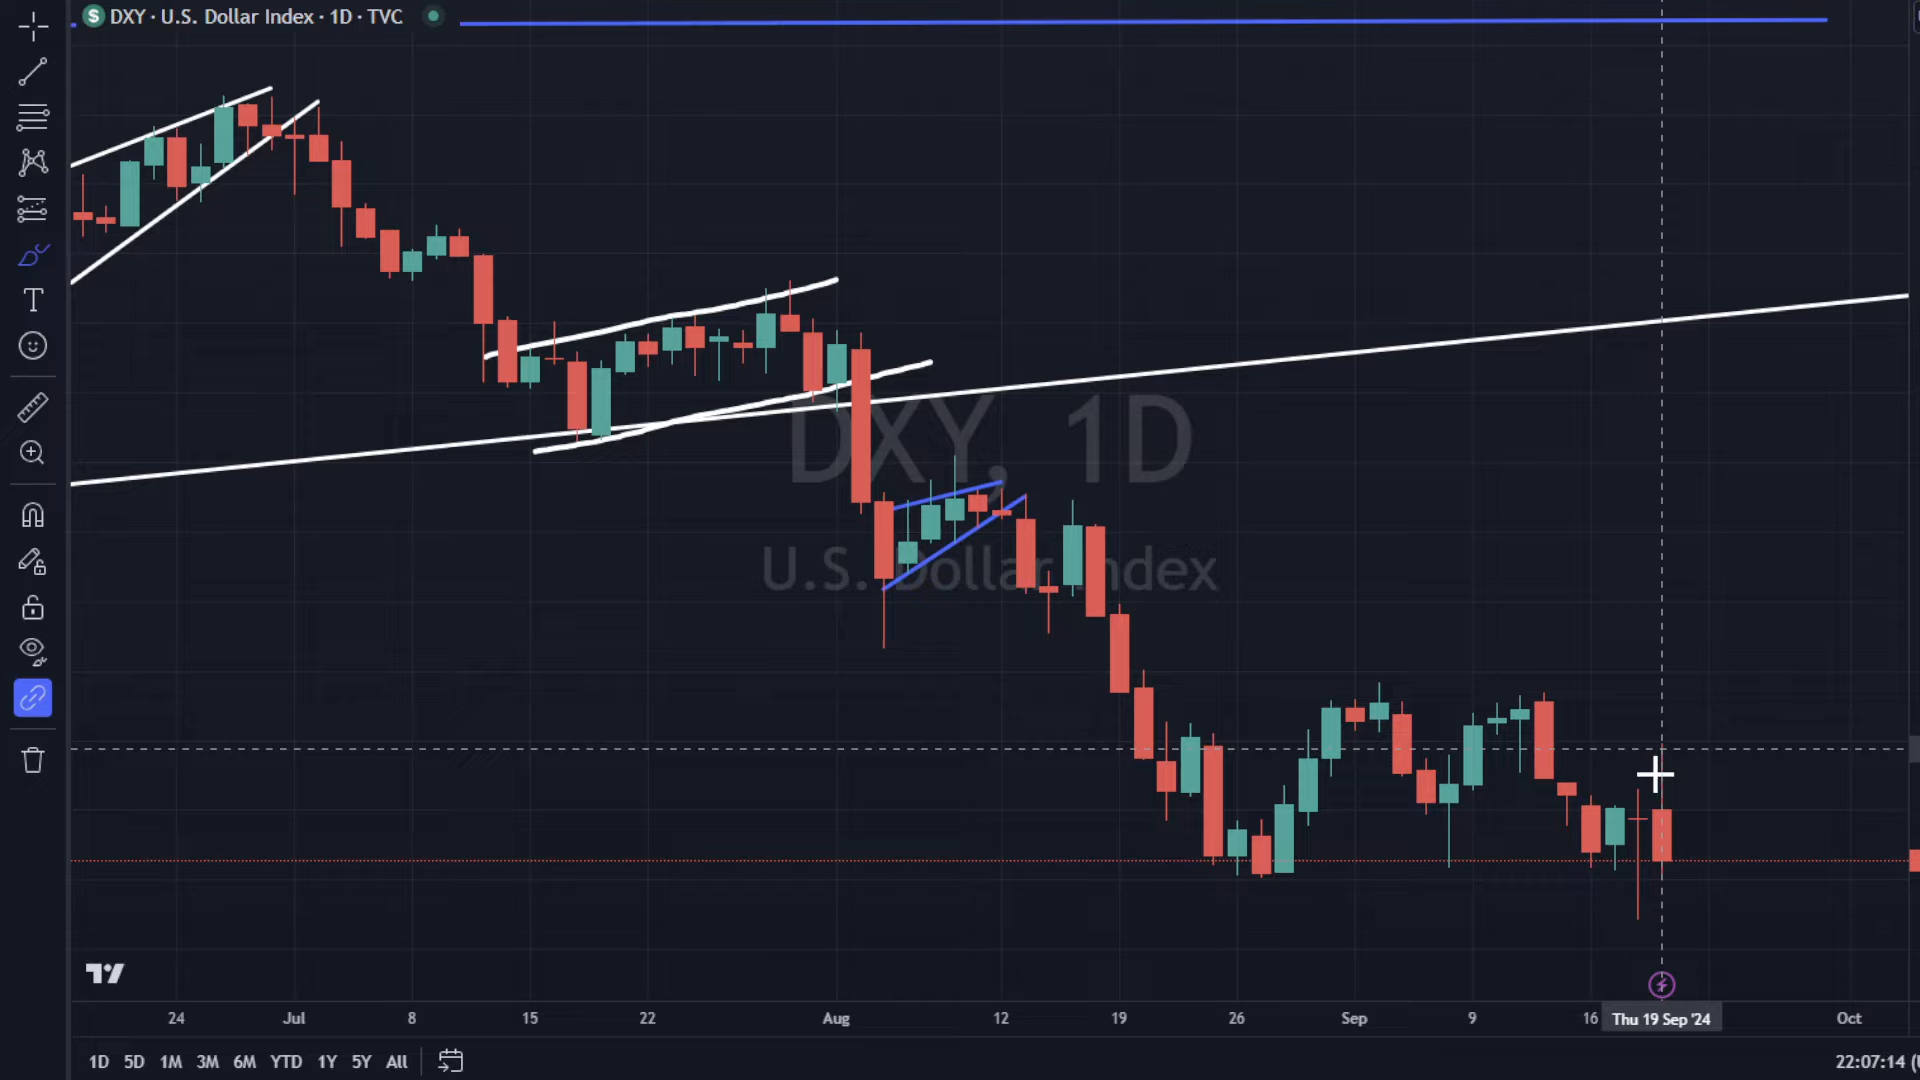 DXY · U.S. Dollar Index · 1D · TVC
DXY, 1D
U.S. Dollar Index
24 Jul 8 15 22 Aug 12 19 26 Sep 9 16 Thu 19 Sep '24 Oct
1D 5D 1M 3M 6M YTD 1Y 5Y All 22:07:14